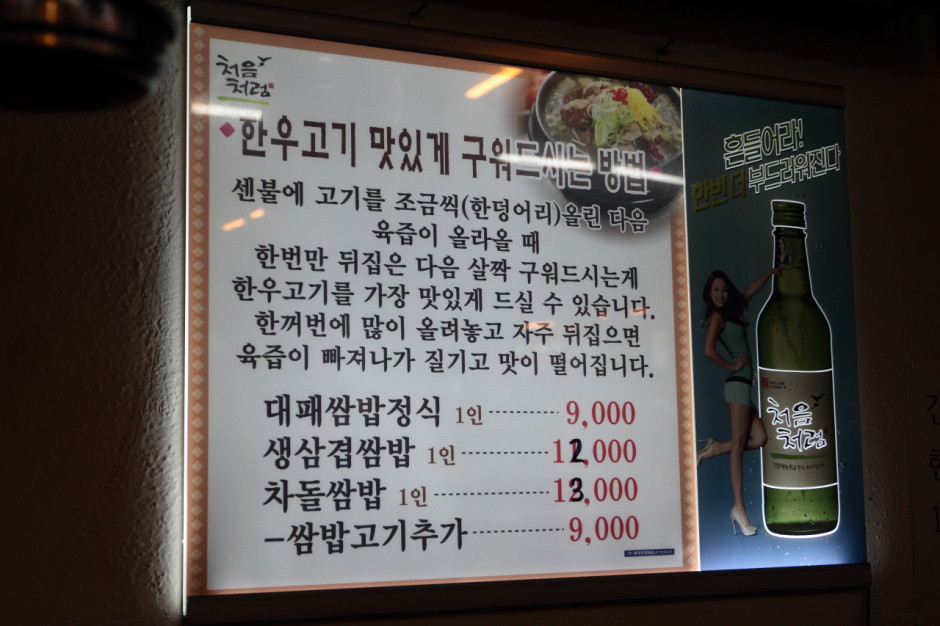 처음
처럼
한우고기 맛있게 구워드시는 방법
센불에 고기를 조금씩(한덩어리)올린 다음
육즙이 올라올 때
한번만 뒤집은 다음 살짝 구워드시는게
한우고기를 가장 맛있게 드실 수 있습니다.
한꺼번에 많이 올려놓고 자주 뒤집으면
육즙이 빠져나가 질기고 맛이 떨어집니다.
대패쌈밥정식 1인 ------------ 9,000
생삼겹쌈밥 1인 ------------ 12,000
차돌쌈밥 1인 ------------ 13,000
-쌈밥고기추가 ------------ 9,000
흔들어라!
한번 더 부드러워진다
처음
처럼